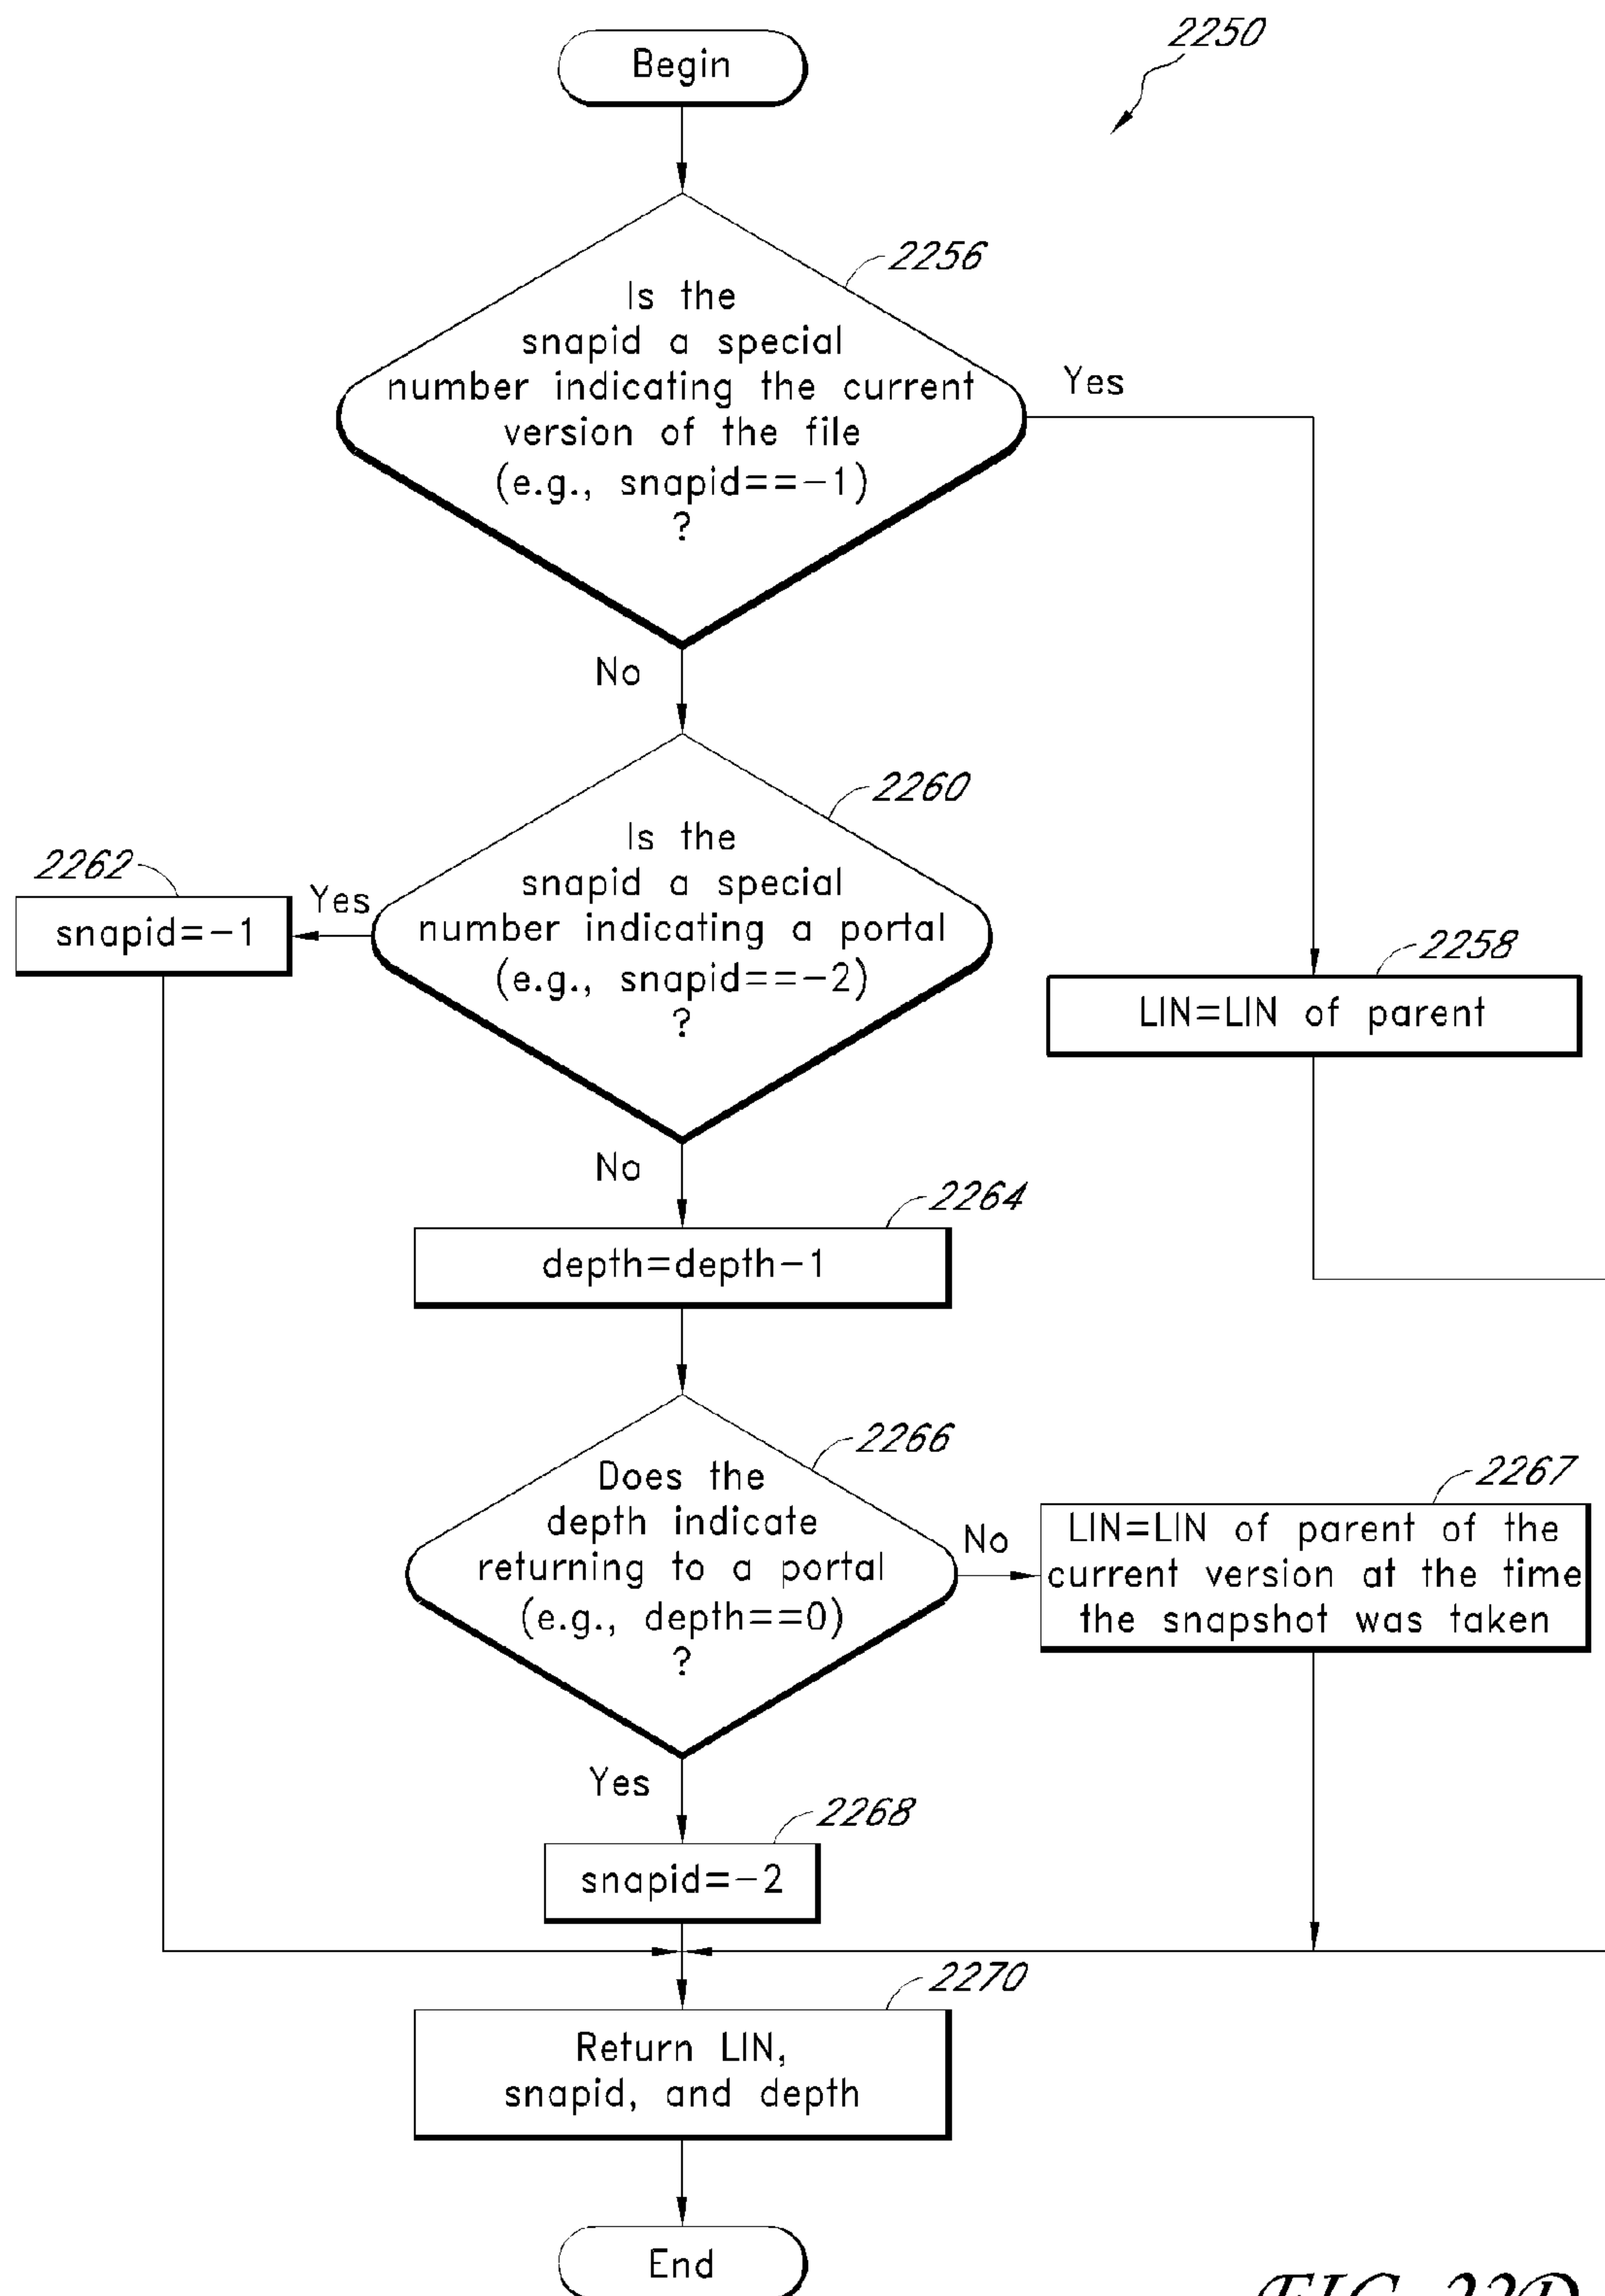 2250
Begin
2256
Is the
snapid a special
number indicating the current
version of the file
(e.g., snapid==-1)
?
Yes
No
2260
Is the
snapid a special
number indicating a portal
(e.g., snapid==-2)
?
2262
Yes
snapid=-1
2258
LIN=LIN of parent
No
2264
depth=depth-1
2266
Does the
depth indicate
returning to a portal
(e.g., depth==0)
?
No
2267
LIN=LIN of parent of the
current version at the time
the snapshot was taken
Yes
2268
snapid=-2
2270
Return LIN,
snapid, and depth
End